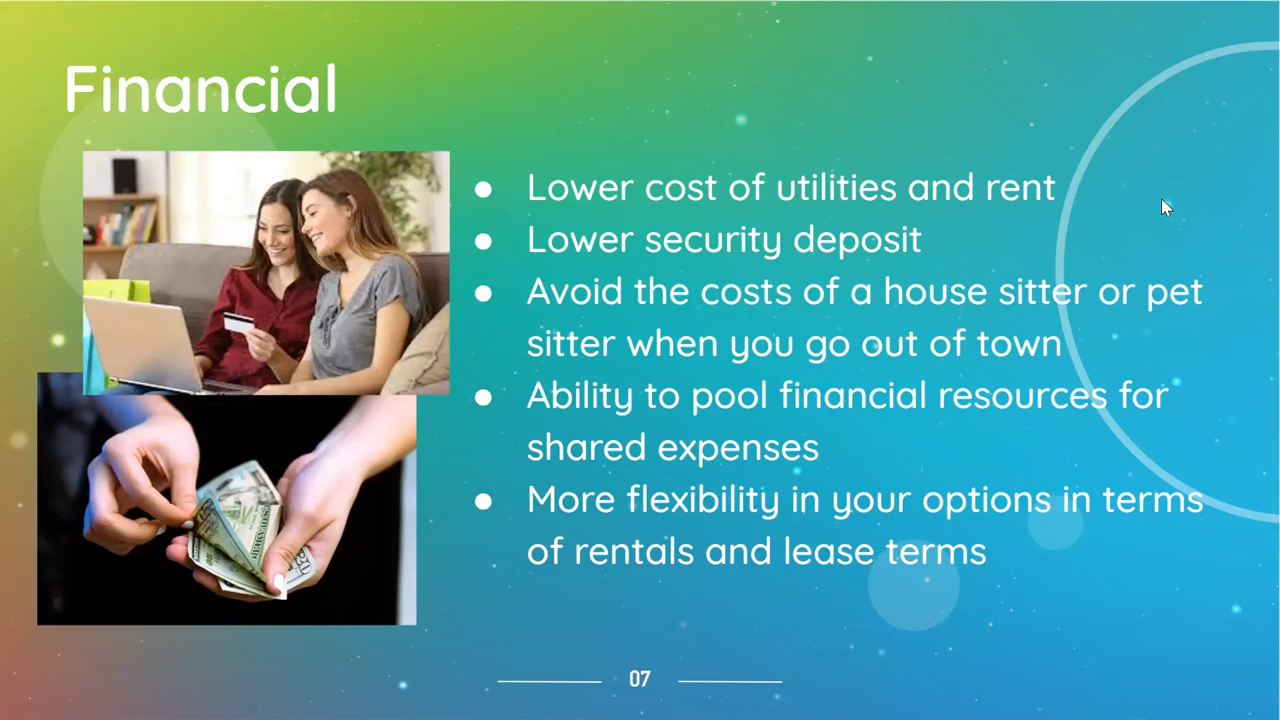 Financial
● Lower cost of utilities and rent
● Lower security deposit
● Avoid the costs of a house sitter or pet
sitter when you go out of town
● Ability to pool financial resources for
shared expenses
● More flexibility in your options in terms
of rentals and lease terms
07